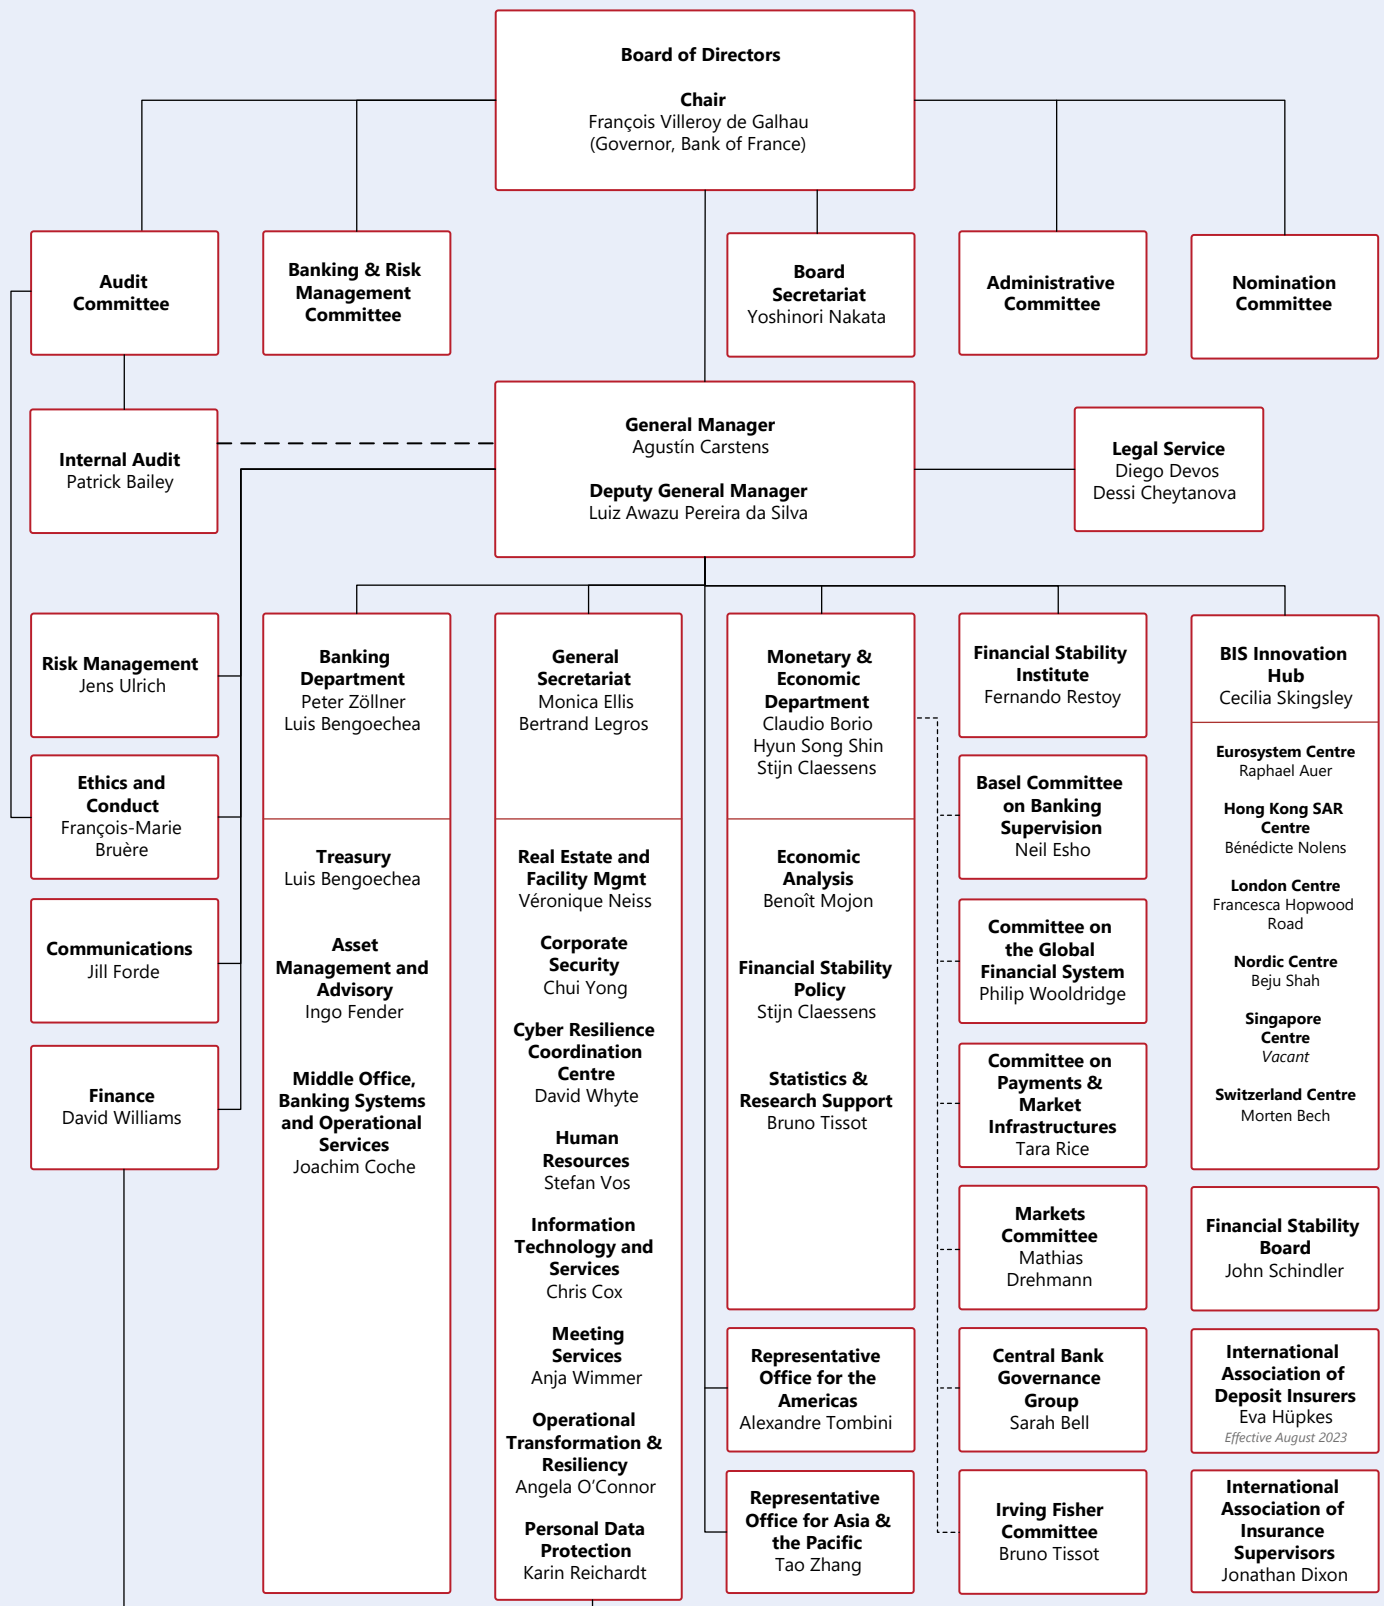 Board of Directors
Chair
François Villeroy de Galhau
(Governor, Bank of France)
Audit
Committee
Banking & Risk
Management
Committee
Board
Secretariat
Yoshinori Nakata
Administrative
Committee
Nomination
Committee
General Manager
Agustín Carstens
Deputy General Manager
Luiz Awazu Pereira da Silva
Internal Audit
Patrick Bailey
Legal Service
Diego Devos
Dessi Cheytanova
Risk Management
Jens Ulrich
Ethics and
Conduct
François-Marie
Bruère
Communications
Jill Forde
Finance
David Williams
Banking
Department
Peter Zöllner
Luis Bengoechea
Treasury
Luis Bengoechea
Asset
Management and
Advisory
Ingo Fender
Middle Office,
Banking Systems
and Operational
Services
Joachim Coche
General
Secretariat
Monica Ellis
Bertrand Legros
Real Estate and
Facility Mgmt
Véronique Neiss
Corporate
Security
Chui Yong
Cyber Resilience
Coordination
Centre
David Whyte
Human
Resources
Stefan Vos
Information
Technology and
Services
Chris Cox
Meeting
Services
Anja Wimmer
Operational
Transformation &
Resiliency
Angela O’Connor
Personal Data
Protection
Karin Reichardt
Monetary &
Economic
Department
Claudio Borio
Hyun Song Shin
Stijn Claessens
Economic
Analysis
Benoît Mojon
Financial Stability
Policy
Stijn Claessens
Statistics &
Research Support
Bruno Tissot
Representative
Office for the
Americas
Alexandre Tombini
Representative
Office for Asia &
the Pacific
Tao Zhang
Financial Stability
Institute
Fernando Restoy
Basel Committee
on Banking
Supervision
Neil Esho
Committee on
the Global
Financial System
Philip Wooldridge
Committee on
Payments &
Market
Infrastructures
Tara Rice
Markets
Committee
Mathias
Drehmann
Central Bank
Governance
Group
Sarah Bell
Irving Fisher
Committee
Bruno Tissot
BIS Innovation
Hub
Cecilia Skingsley
Eurosystem Centre
Raphael Auer
Hong Kong SAR
Centre
Bénédicte Nolens
London Centre
Francesca Hopwood
Road
Nordic Centre
Beju Shah
Singapore
Centre
Vacant
Switzerland Centre
Morten Bech
Financial Stability
Board
John Schindler
International
Association of
Deposit Insurers
Eva Hüpkes
Effective August 2023
International
Association of
Insurance
Supervisors
Jonathan Dixon